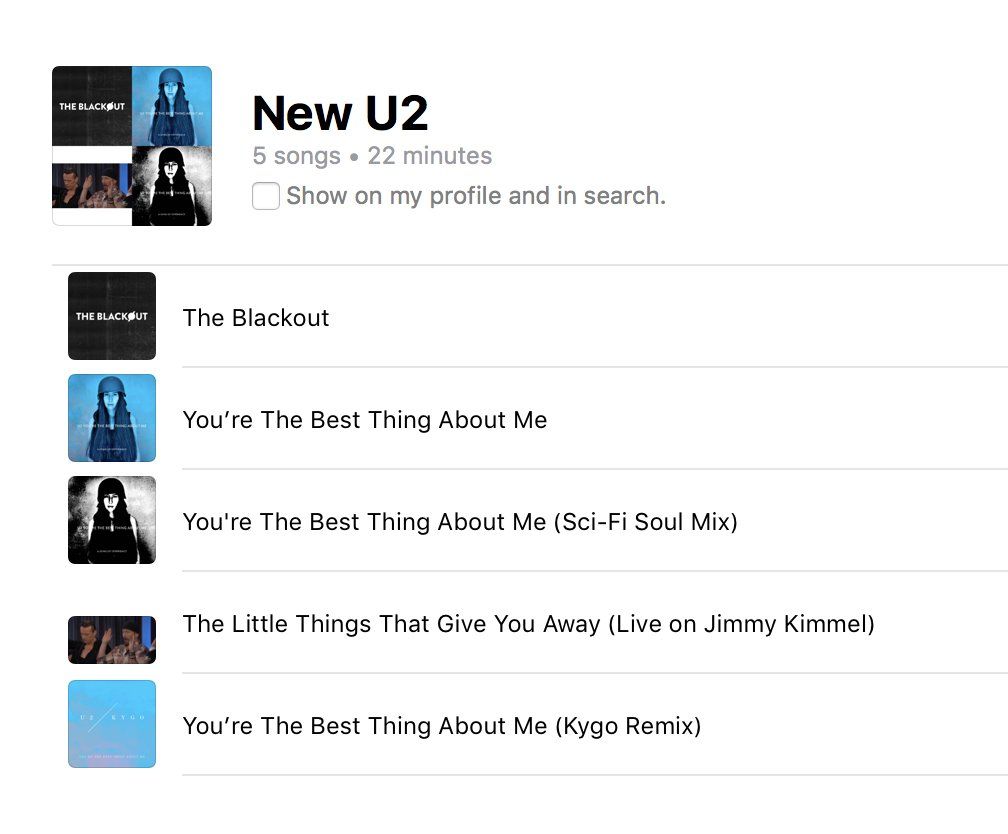 THE BLACKØUT
New U2
5 songs • 22 minutes
Show on my profile and in search.
THE BLACKØUT
The Blackout
You’re The Best Thing About Me
You're The Best Thing About Me (Sci-Fi Soul Mix)
The Little Things That Give You Away (Live on Jimmy Kimmel)
U2 / KYGO
You’re The Best Thing About Me (Kygo Remix)